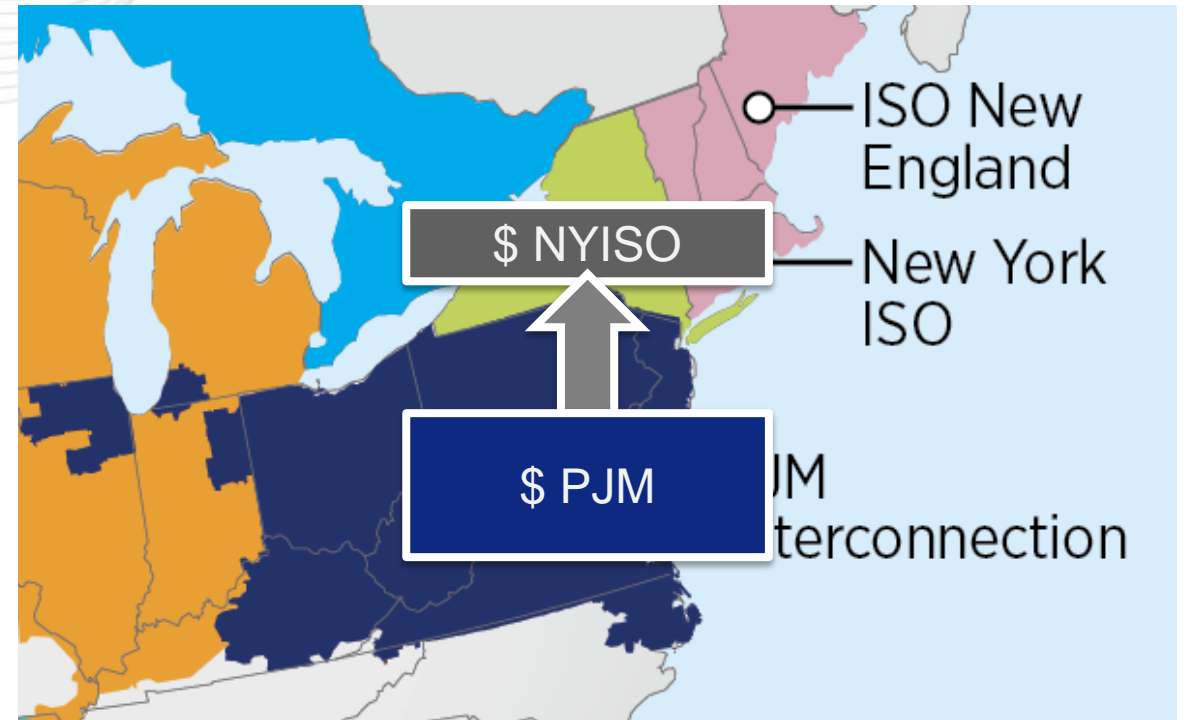 ISO New
England
$ NYISO
New York
ISO
$ PJM
JM
terconnection